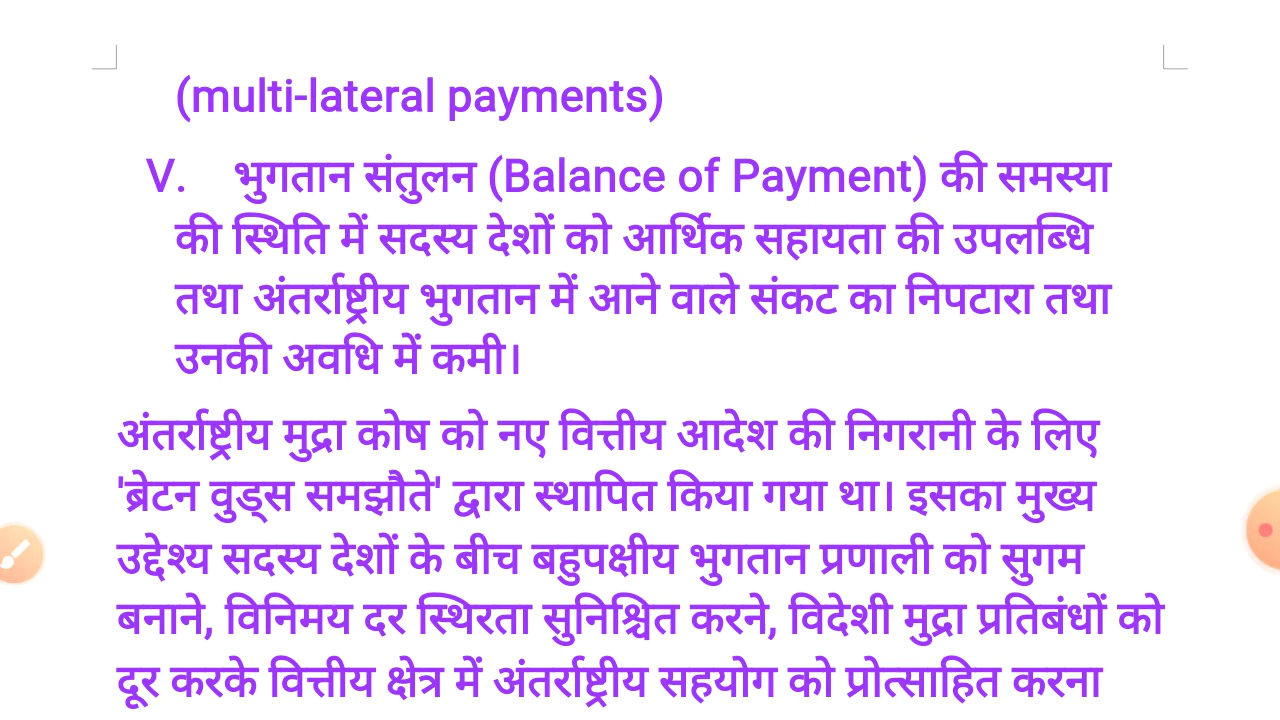 (multi-lateral payments)
V. भुगतान संतुलन (Balance of Payment) की समस्या
की स्थिति में सदस्य देशों को आर्थिक सहायता की उपलब्धि
तथा अंतर्राष्ट्रीय भुगतान में आने वाले संकट का निपटारा तथा
उनकी अवधि में कमी।
अंतर्राष्ट्रीय मुद्रा कोष को नए वित्तीय आदेश की निगरानी के लिए
'ब्रेटन वुड्स समझौते' द्वारा स्थापित किया गया था। इसका मुख्य
उद्देश्य सदस्य देशों के बीच बहुपक्षीय भुगतान प्रणाली को सुगम
बनाने, विनिमय दर स्थिरता सुनिश्चित करने, विदेशी मुद्रा प्रतिबंधों को
दूर करके वित्तीय क्षेत्र में अंतर्राष्ट्रीय सहयोग को प्रोत्साहित करना